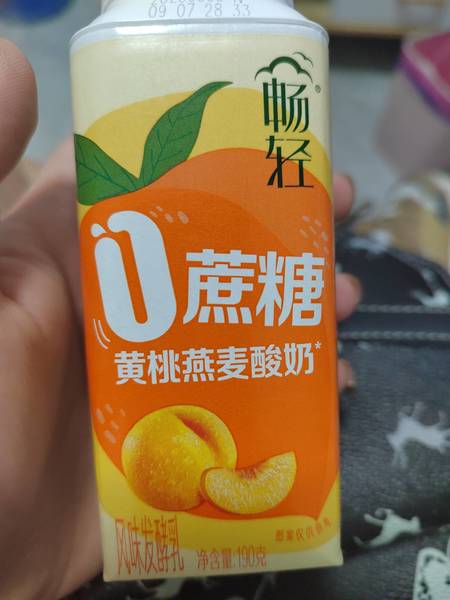 09 07 28 33
畅轻®
0蔗糖
黄桃燕麦酸奶*
风味发酵乳
净含量:190克